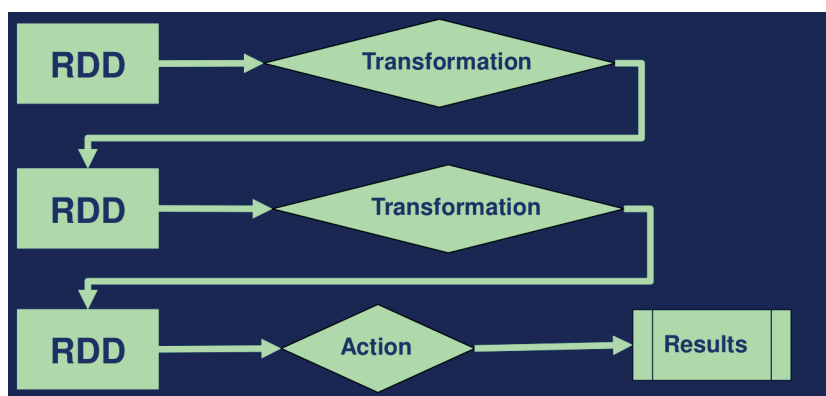 RDD
Transformation
RDD
Transformation
RDD
Action
Results